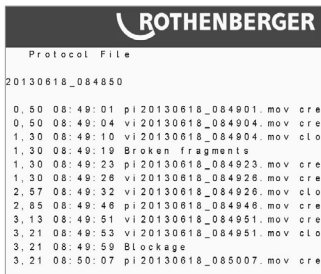 ROTHENBERGER
Protocol File
20130618_084850
0,50 08:49:01 pi20130618_084901.mov cre
0,50 08:49:04 vi20130618_084904.mov cre
1,30 08:49:10 vi20130618_084904.mov clo
1,30 08:49:19 Broken fragments
1,30 08:49:23 pi20130618_084923.mov cre
1,30 08:49:26 vi20130618_084926.mov cre
2,57 08:49:32 vi20130618_084926.mov clo
2,85 08:49:46 pi20130618_084946.mov cre
3,13 08:49:51 vi20130618_084951.mov cre
3,21 08:49:53 vi20130618_084951.mov clo
3,21 08:49:59 Blockage
3,21 08:50:07 pi20130618_085007.mov cre